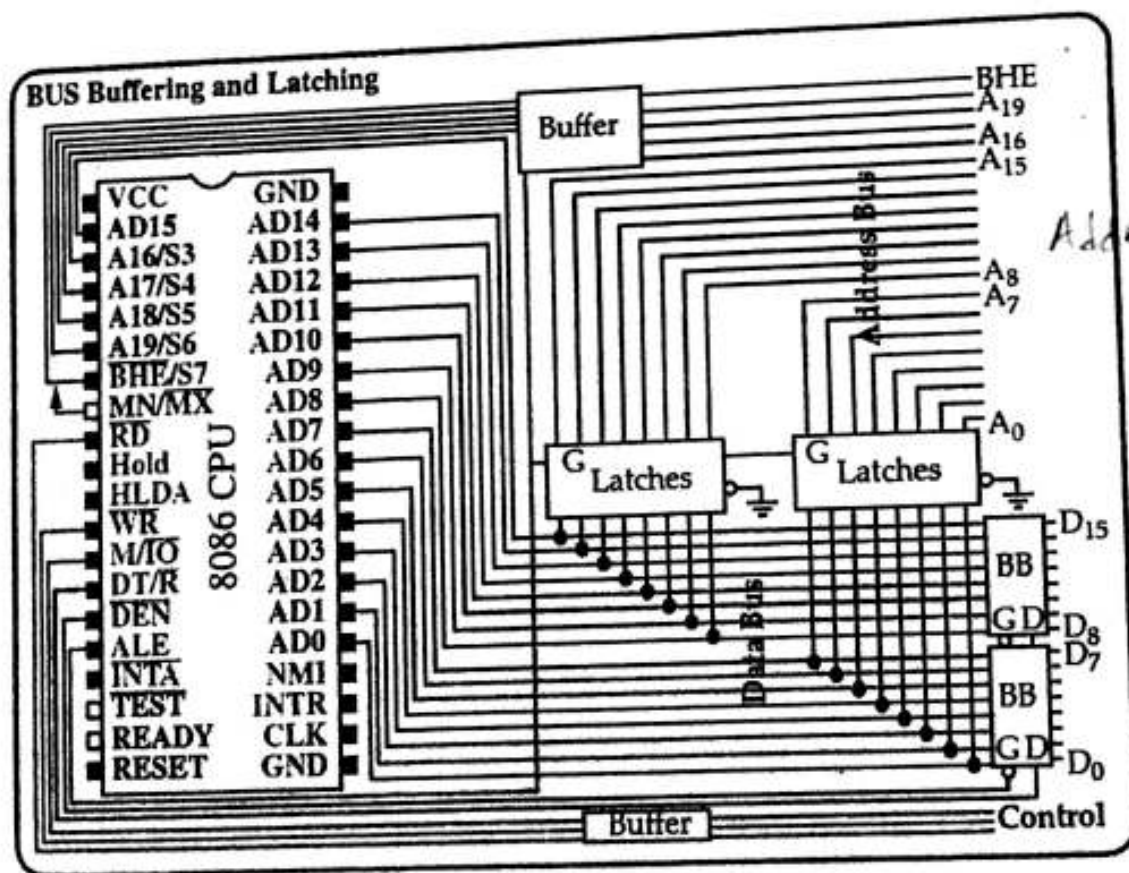 BUS Buffering and Latching
Buffer
BHE
A19
A16
A15
A8
A7
A0
Address Bus
VCC GND
AD15 AD14
A16/S3 AD13
A17/S4 AD12
A18/S5 AD11
A19/S6 AD10
BHE/S7 AD9
MN/MX AD8
RD AD7
Hold AD6
HLDA AD5
WR AD4
M/IO AD3
DT/R AD2
DEN AD1
ALE AD0
INTA NMI
TEST INTR
READY CLK
RESET GND
8086 CPU
G Latches
G Latches
Data Bus
BB
G D
D15
D8
BB
G D
D7
D0
Buffer
Control